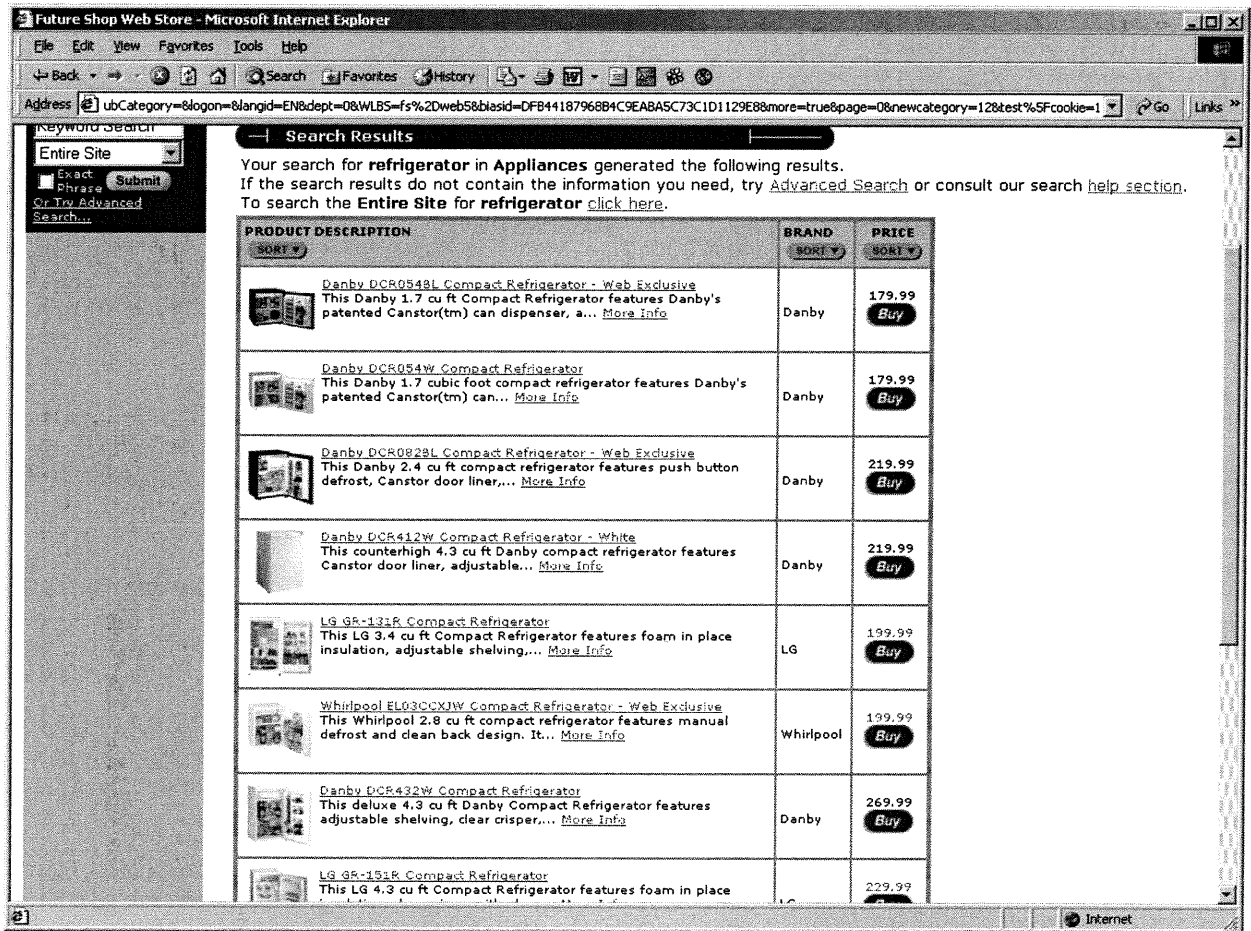 Future Shop Web Store - Microsoft Internet Explorer
File Edit View Favorites Tools Help
Back Search Favorites History
Address ubCategory=&logon=&langid=EN&dept=0&WLBS=fs%2Dweb5&biasid=DFB44187968B4C9EABA5C73C1D1129E88more=true&page=0&newcategory=12&test%5Fcookie=1 Go Links »
Keyword Search
Entire Site
Exact Phrase Submit
Or Try Advanced
Search...
Search Results
Your search for refrigerator in Appliances generated the following results.
If the search results do not contain the information you need, try Advanced Search or consult our search help section.
To search the Entire Site for refrigerator click here.
PRODUCT DESCRIPTION BRAND PRICE
SORT SORT SORT
Danby DCR054BL Compact Refrigerator - Web Exclusive
This Danby 1.7 cu ft Compact Refrigerator features Danby's
patented Canstor(tm) can dispenser, a... More Info
Danby
179.99
Buy
Danby DCR054W Compact Refrigerator
This Danby 1.7 cubic foot compact refrigerator features Danby's
patented Canstor(tm) can... More Info
Danby
179.99
Buy
Danby DCR082BL Compact Refrigerator - Web Exclusive
This Danby 2.4 cu ft compact refrigerator features push button
defrost, Canstor door liner,... More Info
Danby
219.99
Buy
Danby DCR412W Compact Refrigerator - White
This counterhigh 4.3 cu ft Danby compact refrigerator features
Canstor door liner, adjustable... More Info
Danby
219.99
Buy
LG GR-131R Compact Refrigerator
This LG 3.4 cu ft Compact Refrigerator features foam in place
insulation, adjustable shelving,... More Info
LG
199.99
Buy
Whirlpool EL03CCXJW Compact Refrigerator - Web Exclusive
This Whirlpool 2.8 cu ft compact refrigerator features manual
defrost and clean back design. It... More Info
Whirlpool
199.99
Buy
Danby DCR432W Compact Refrigerator
This deluxe 4.3 cu ft Danby Compact Refrigerator features
adjustable shelving, clear crisper,... More Info
Danby
269.99
Buy
LG GR-151R Compact Refrigerator
This LG 4.3 cu ft Compact Refrigerator features foam in place
229.99
Internet